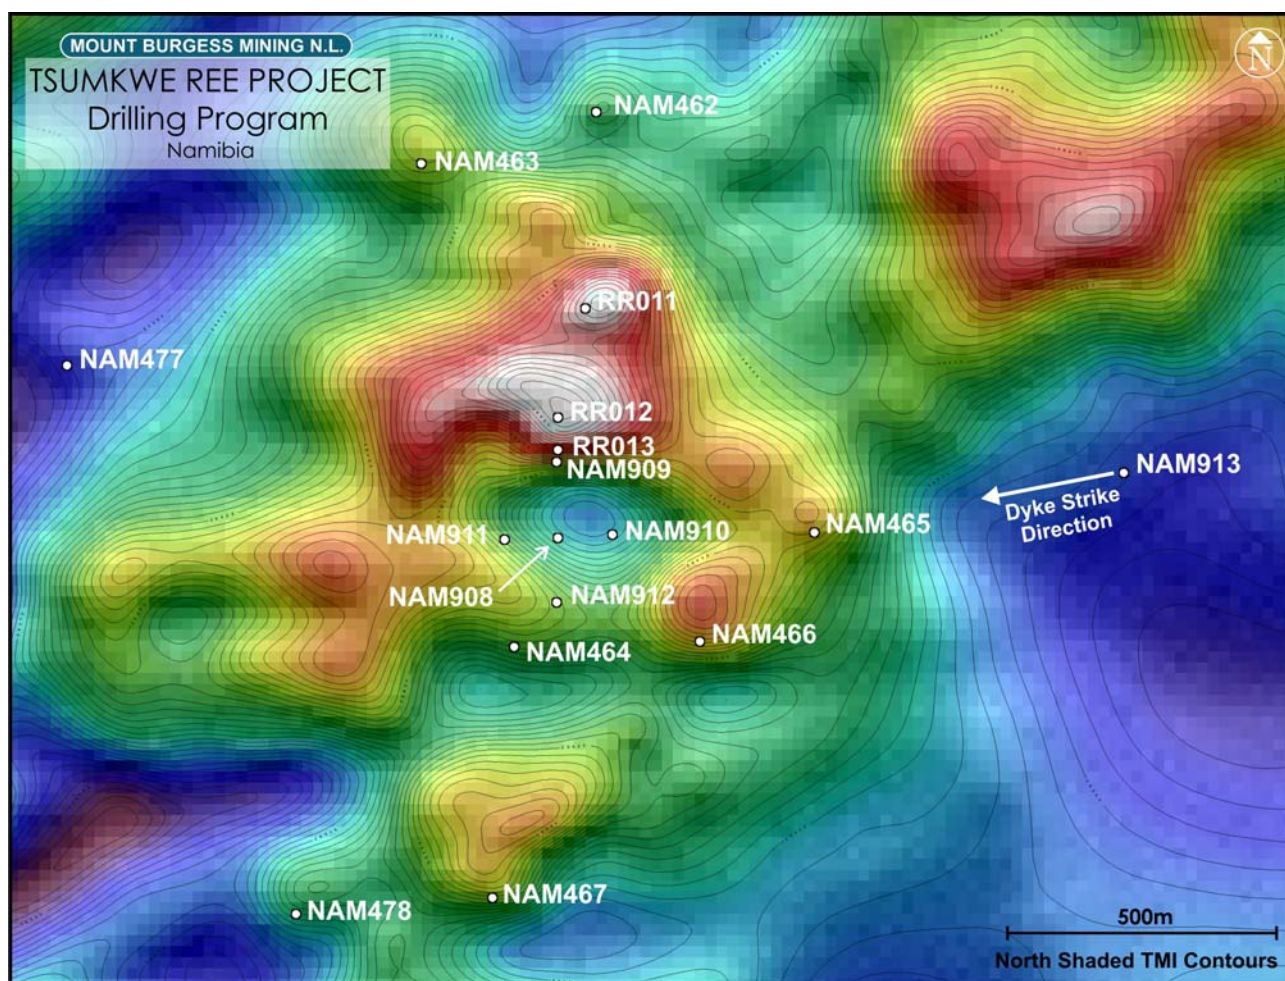 MOUNT BURGESS MINING N.L.
TSUMKWE REE PROJECT
Drilling Program
Namibia
N
NAM462
NAM463
RR011
NAM477
RR012
RR013
NAM909
NAM913
Dyke Strike
Direction
NAM911
NAM910
NAM465
NAM908
NAM912
NAM466
NAM464
NAM467
NAM478
500m
North Shaded TMI Contours